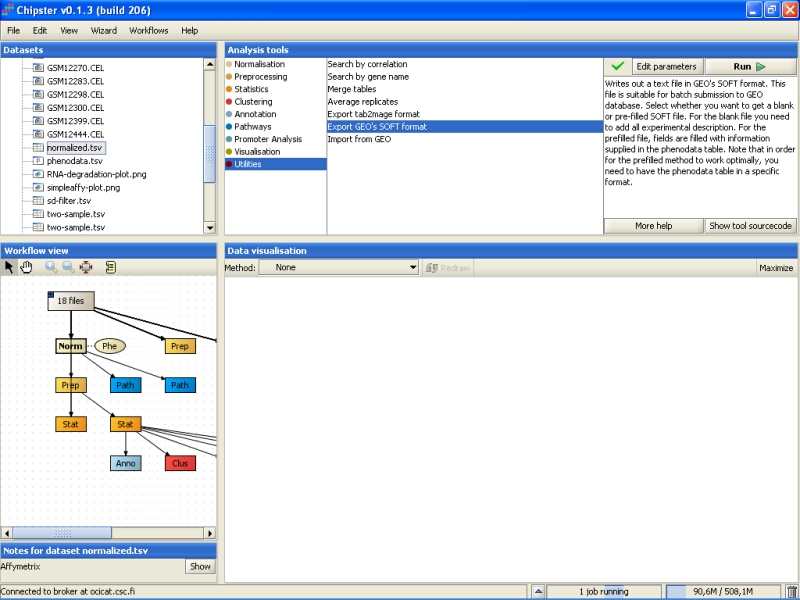 Chipster v0.1.3 (build 206)
File Edit View Wizard Workflows Help
Datasets
GSM12270.CEL
GSM12283.CEL
GSM12298.CEL
GSM12300.CEL
GSM12399.CEL
GSM12444.CEL
normalized.tsv
phenodata.tsv
RNA-degradation-plot.png
simpleaffy-plot.png
sd-filter.tsv
two-sample.tsv
two-sample.tsv
Analysis tools
Normalisation
Preprocessing
Statistics
Clustering
Annotation
Pathways
Promoter Analysis
Visualisation
Utilities
Search by correlation
Search by gene name
Merge tables
Average replicates
Export tab2mage format
Export GEO's SOFT format
Import from GEO
Edit parameters
Run
Writes out a text file in GEO's SOFT format. This
file is suitable for batch submission to GEO
database. Select whether you want to get a blank
or pre-filled SOFT file. For the blank file you need
to add all experimental description. For the
prefilled file, fields are filled with information
supplied in the phenodata table. Note that in order
for the prefilled method to work optimally, you
need to have the phenodata table in a specific
format.
More help
Show tool sourcecode
Workflow view
18 files
Norm
Phe
Prep
Prep
Path
Path
Stat
Stat
Anno
Clus
Data visualisation
Method: None
Redraw
Maximize
Notes for dataset normalized.tsv
Affymetrix
Show
Connected to broker at ocicat.csc.fi
1 job running
90,6M / 508,1M